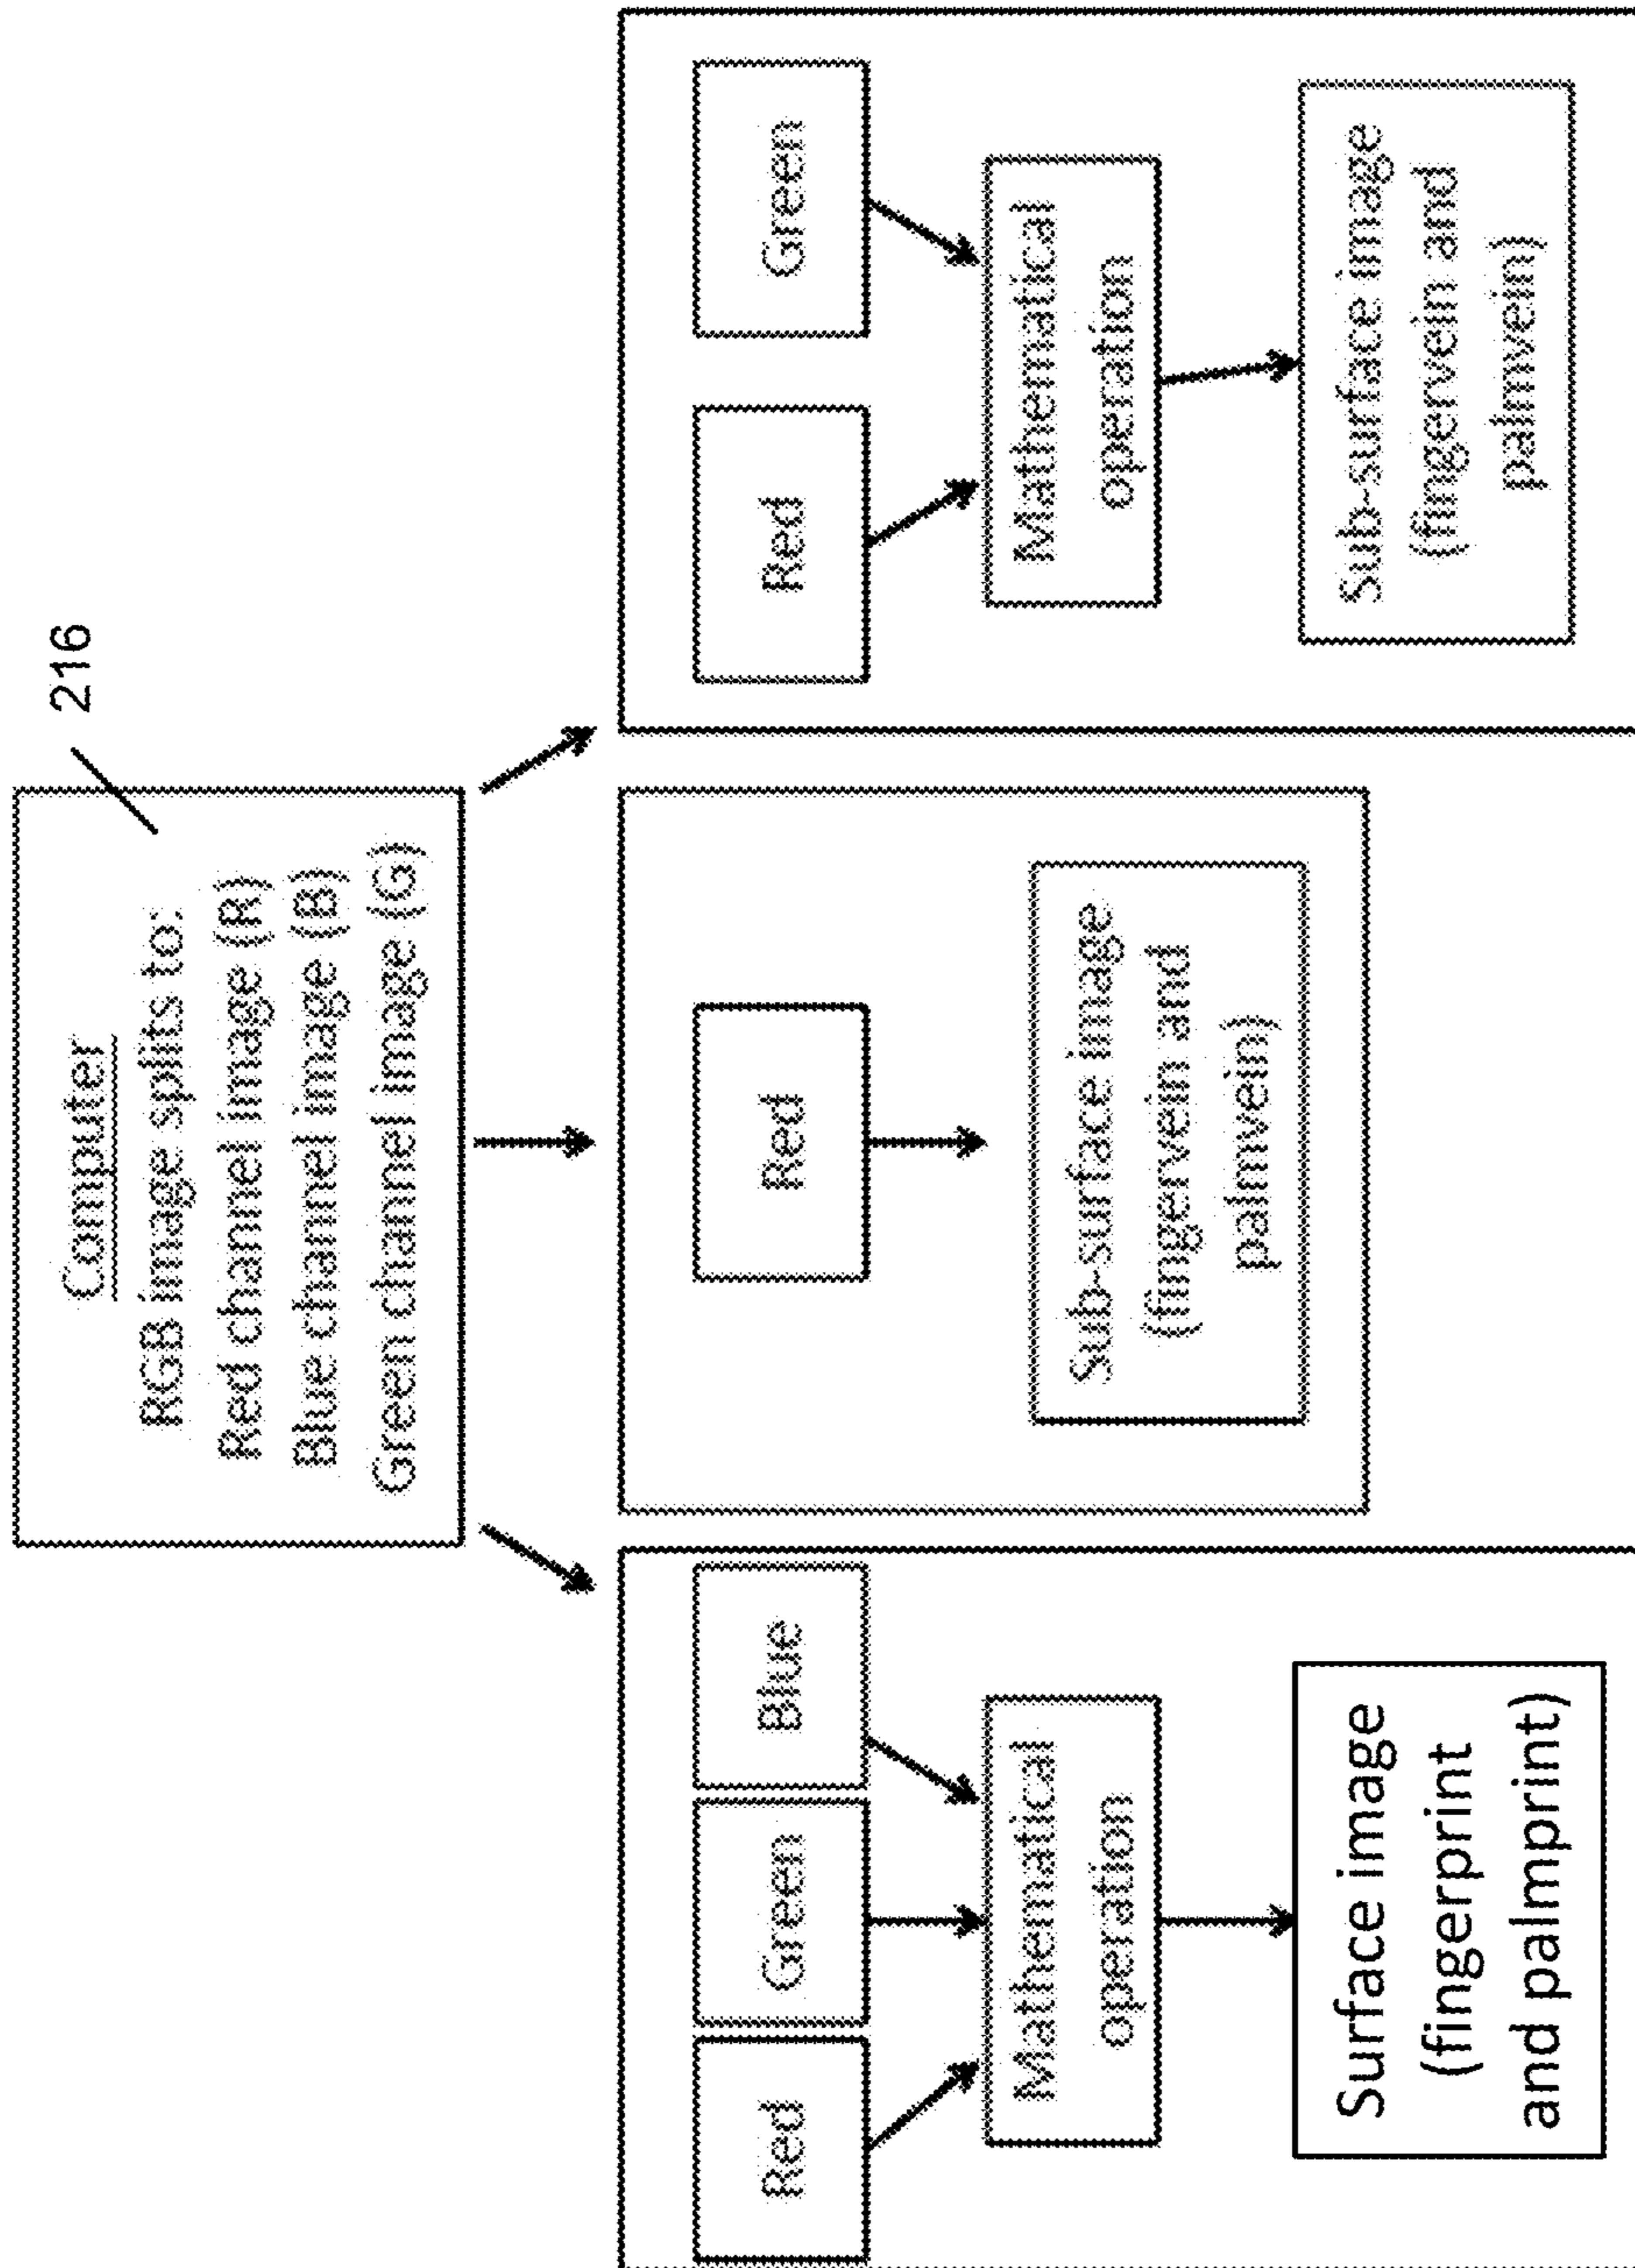 216
Computer
RGB image splits to:
Red channel image (R)
Blue channel image (B)
Green channel image (G)
Red
Green
Blue
Mathematical
operation
Surface image
(fingerprint
and palmprint)
Red
Sub-surface image
(fingervein and
palmvein)
Red
Green
Mathematical
operation
Sub-surface image
(fingervein and
palmvein)